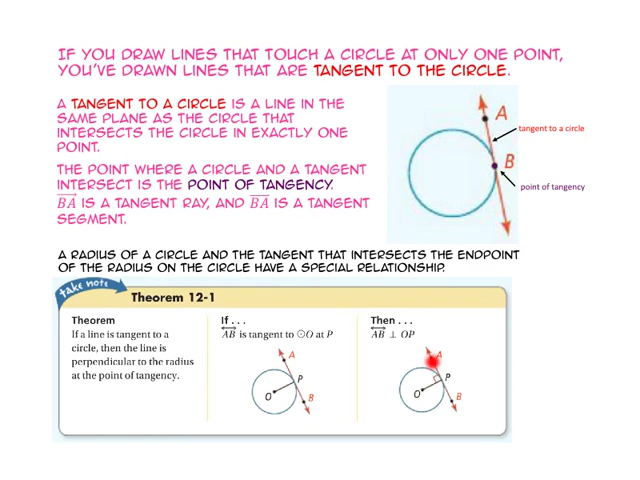 IF YOU DRAW LINES THAT TOUCH A CIRCLE AT ONLY ONE POINT,
YOU'VE DRAWN LINES THAT ARE TANGENT TO THE CIRCLE.
A TANGENT TO A CIRCLE IS A LINE IN THE
SAME PLANE AS THE CIRCLE THAT
INTERSECTS THE CIRCLE IN EXACTLY ONE
POINT.
THE POINT WHERE A CIRCLE AND A TANGENT
INTERSECT IS THE POINT OF TANGENCY.
BA IS A TANGENT RAY, AND BA IS A TANGENT
SEGMENT.
A
tangent to a circle
B
point of tangency
A RADIUS OF A CIRCLE AND THE TANGENT THAT INTERSECTS THE ENDPOINT
OF THE RADIUS ON THE CIRCLE HAVE A SPECIAL RELATIONSHIP.
take note
Theorem 12-1
Theorem
If a line is tangent to a
circle, then the line is
perpendicular to the radius
at the point of tangency.
If . . .
AB is tangent to ⊙O at P
A
P
O
B
Then . . .
AB ⊥ OP
A
P
O
B